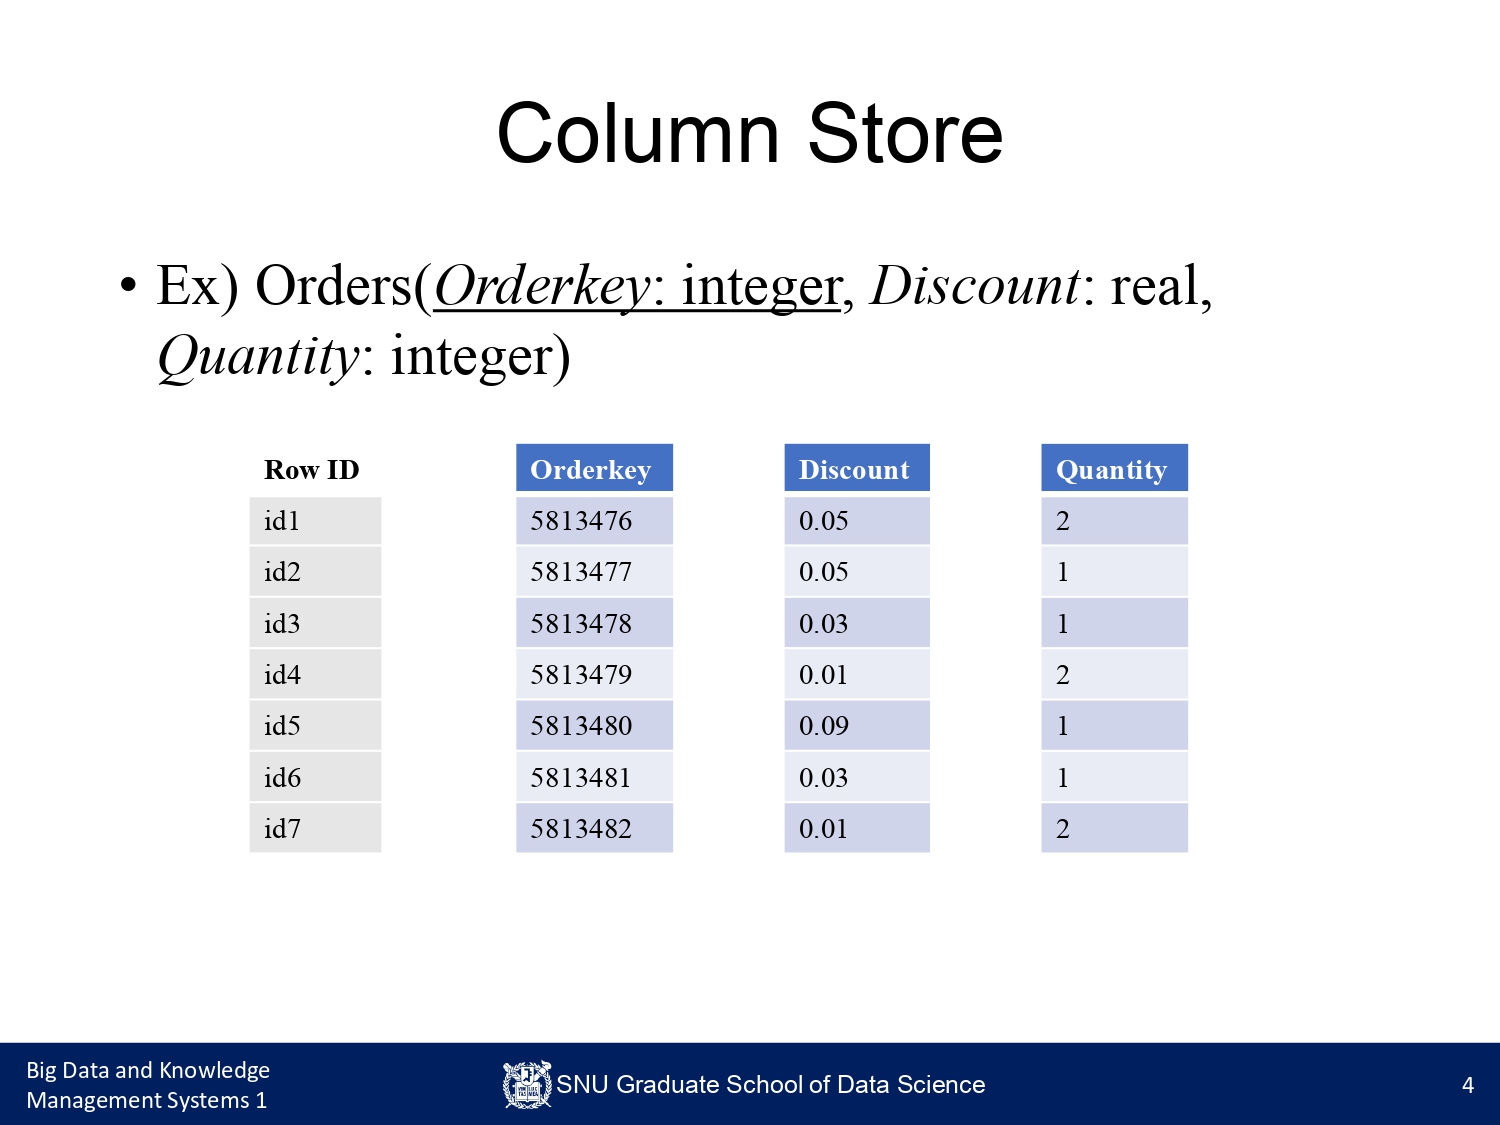 Column Store
• Ex) Orders(Orderkey: integer, Discount: real,
Quantity: integer)
Row ID Orderkey Discount Quantity
id1 5813476 0.05 2
id2 5813477 0.05 1
id3 5813478 0.03 1
id4 5813479 0.01 2
id5 5813480 0.09 1
id6 5813481 0.03 1
id7 5813482 0.01 2
Big Data and Knowledge
Management Systems 1
SNU Graduate School of Data Science
4